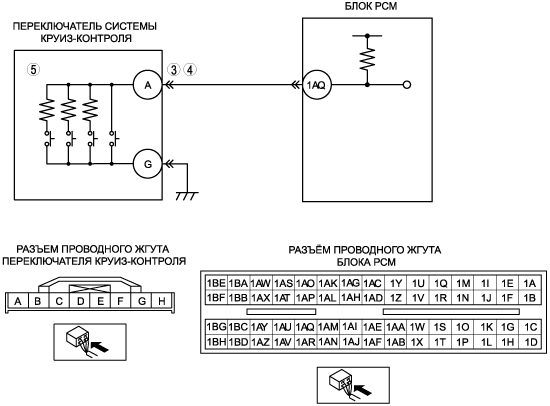 БЛОК PCM
ПЕРЕКЛЮЧАТЕЛЬ СИСТЕМЫ
КРУИЗ-КОНТРОЛЯ
5
A
3 4
1AQ
G
РАЗЪЕМ ПРОВОДНОГО ЖГУТА
ПЕРЕКЛЮЧАТЕЛЯ КРУИЗ-КОНТРОЛЯ
A B C D E F G H
РАЗЪЁМ ПРОВОДНОГО ЖГУТА
БЛОКА PCM
1BE 1BA 1AW 1AS 1AO 1AK 1AG 1AC 1Y 1U 1Q 1M 1I 1E 1A
1BF 1BB 1AX 1AT 1AP 1AL 1AH 1AD 1Z 1V 1R 1N 1J 1F 1B
1BG 1BC 1AY 1AU 1AQ 1AM 1AI 1AE 1AA 1W 1S 1O 1K 1G 1C
1BH 1BD 1AZ 1AV 1AR 1AN 1AJ 1AF 1AB 1X 1T 1P 1L 1H 1D